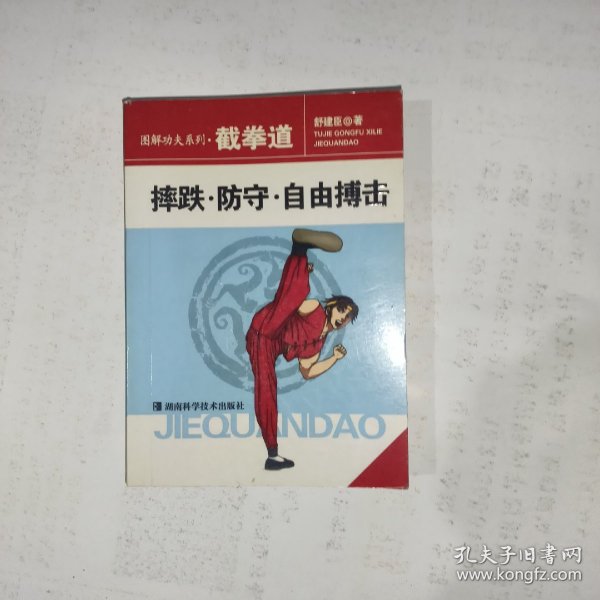 图解功夫系列·截拳道
舒建臣◎著
TUJIE GONGFU XILIE
JIEQUANDAO
摔跌·防守·自由搏击
湖南科学技术出版社
JIEQUANDAO
孔夫子旧书网
www.kongfz.com